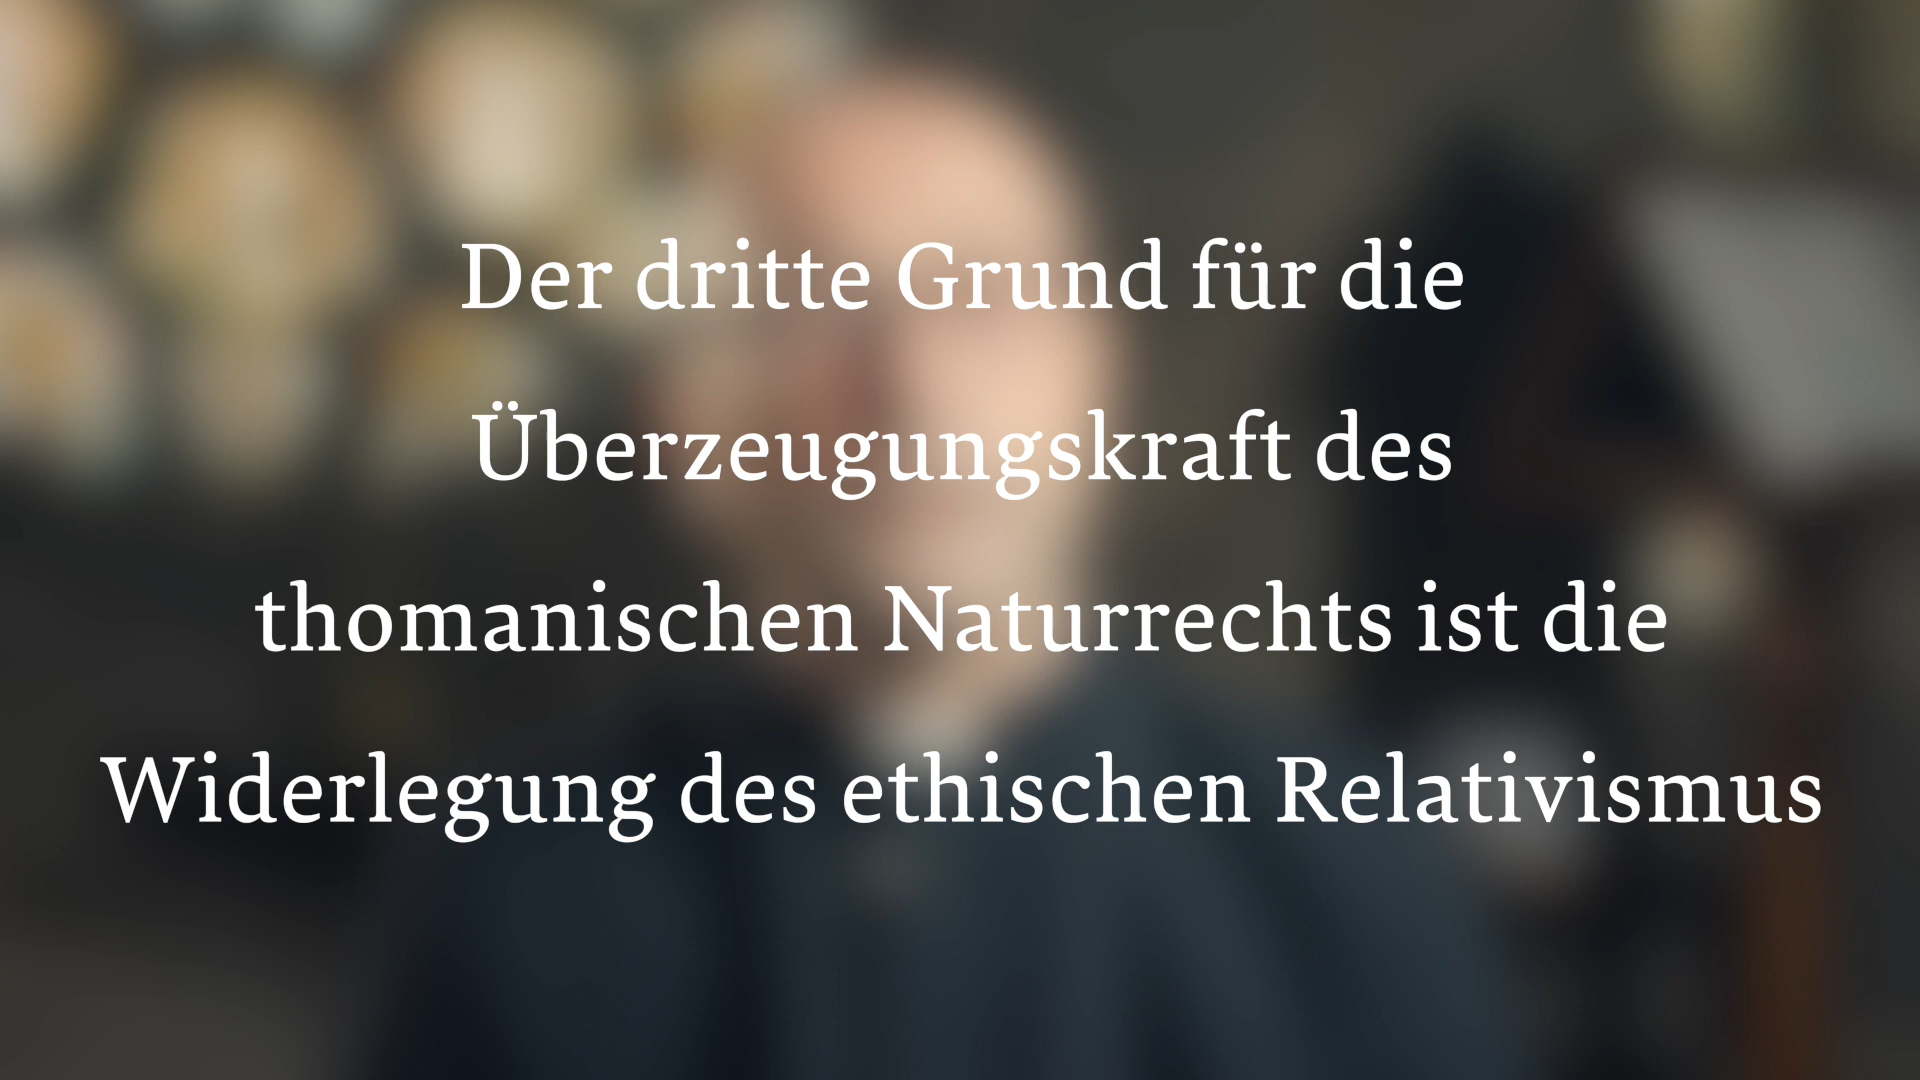 Der dritte Grund für die
Überzeugungskraft des
thomanischen Naturrechts ist die
Widerlegung des ethischen Relativismus